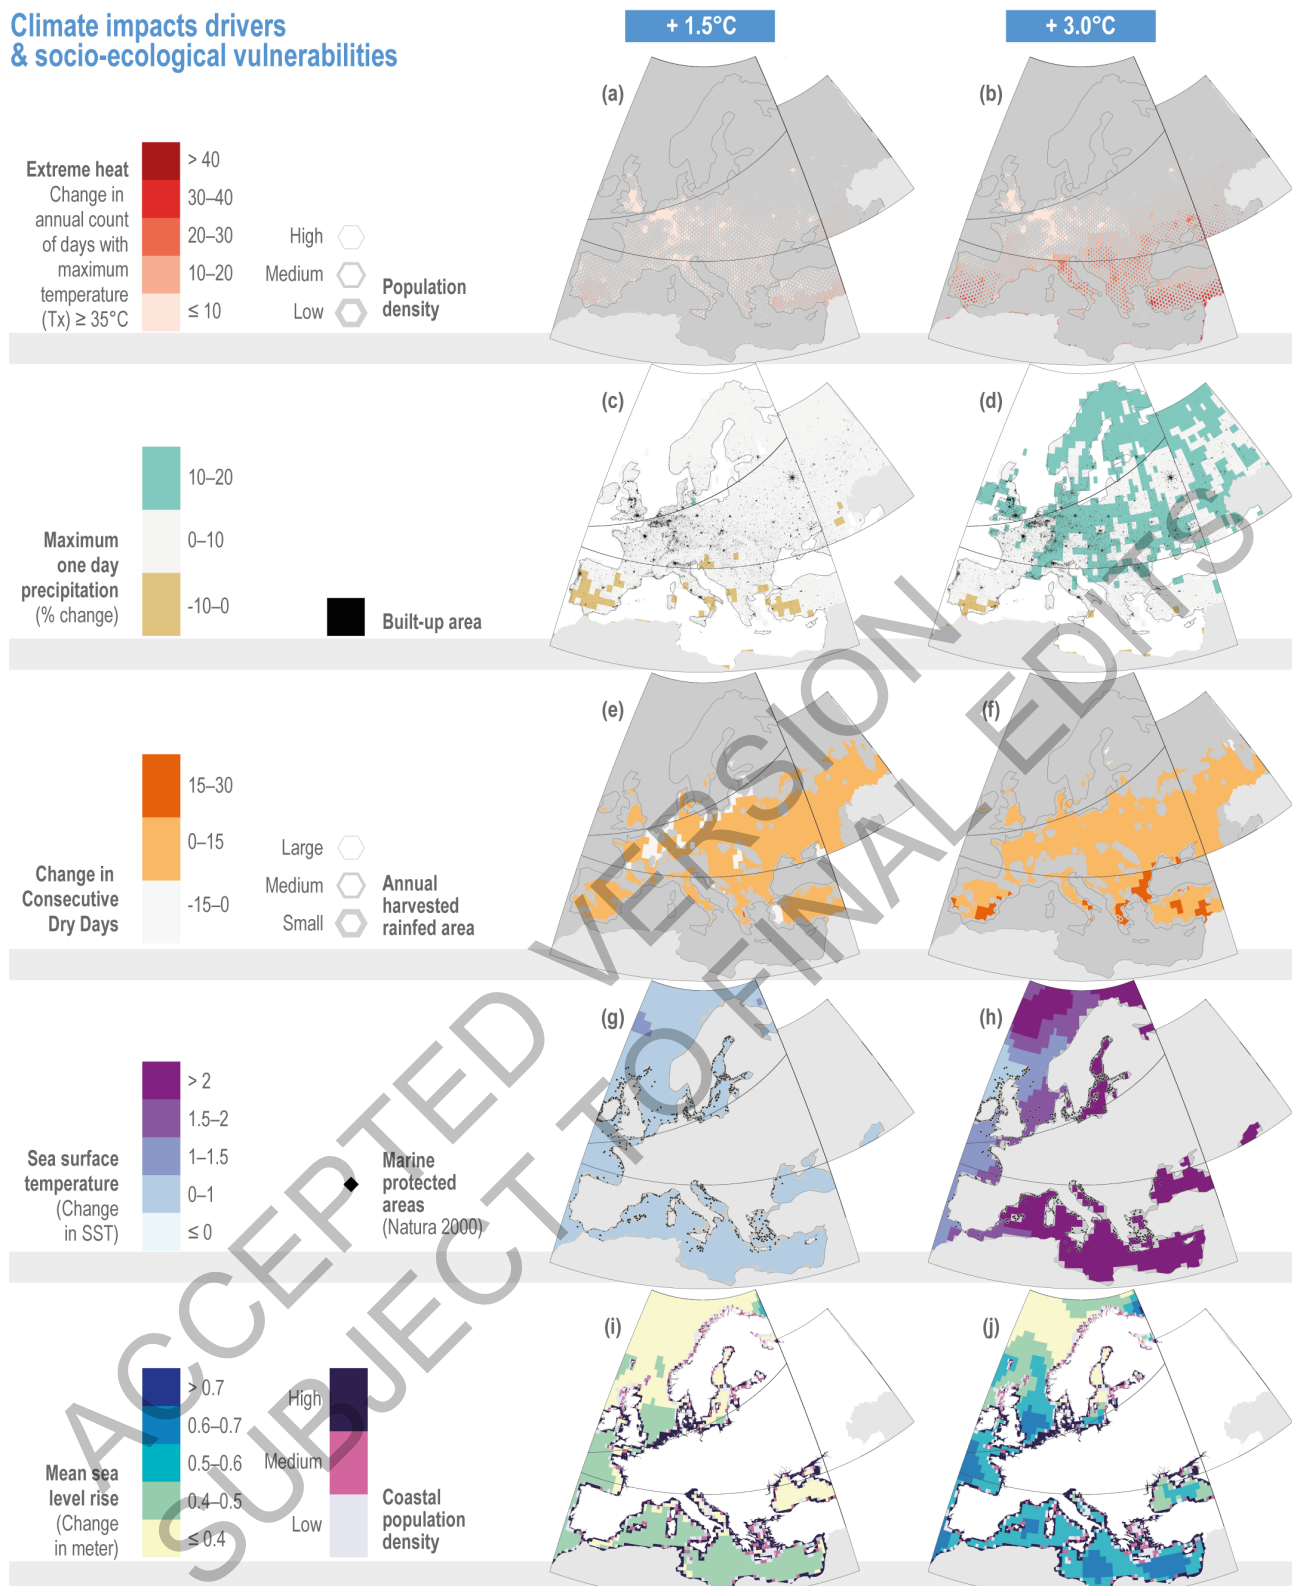 Climate impacts drivers
& socio-ecological vulnerabilities
+ 1.5°C
+ 3.0°C
(a)
(b)
Extreme heat
Change in
annual count
of days with
maximum
temperature
(Tx) ≥ 35°C
> 40
30–40
20–30
10–20
≤ 10
High
Medium
Low
Population
density
(c)
(d)
Maximum
one day
precipitation
(% change)
10–20
0–10
-10–0
Built-up area
(e)
(f)
Change in
Consecutive
Dry Days
15–30
0–15
-15–0
Large
Medium
Small
Annual
harvested
rainfed area
(g)
(h)
Sea surface
temperature
(Change
in SST)
> 2
1.5–2
1–1.5
0–1
≤ 0
Marine
protected
areas
(Natura 2000)
(i)
(j)
Mean sea
level rise
(Change
in meter)
> 0.7
0.6–0.7
0.5–0.6
0.4–0.5
≤ 0.4
High
Medium
Low
Coastal
population
density
ACCEPTED VERSION
SUBJECT TO FINAL EDITS